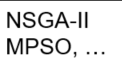 NSGA-II
MPSO, …